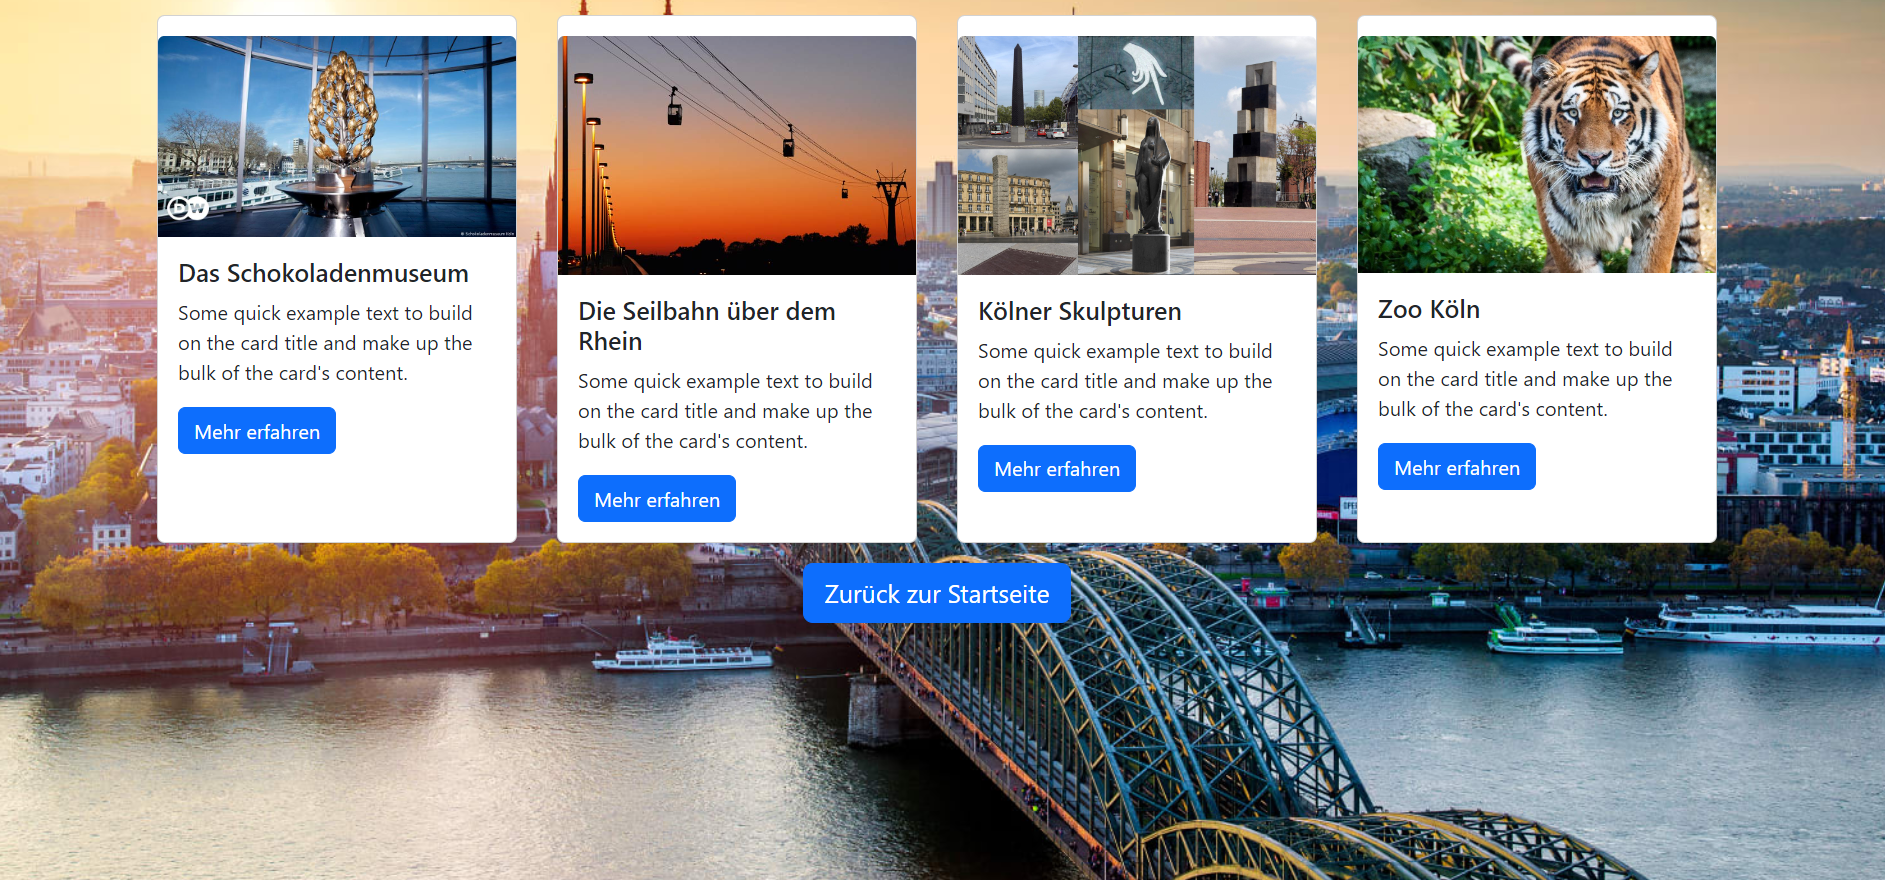 DW
© Schokoladenmuseum Köln
Das Schokoladenmuseum
Some quick example text to build
on the card title and make up the
bulk of the card's content.
Mehr erfahren
Die Seilbahn über dem
Rhein
Some quick example text to build
on the card title and make up the
bulk of the card's content.
Mehr erfahren
Kölner Skulpturen
Some quick example text to build
on the card title and make up the
bulk of the card's content.
Mehr erfahren
Zoo Köln
Some quick example text to build
on the card title and make up the
bulk of the card's content.
Mehr erfahren
Zurück zur Startseite